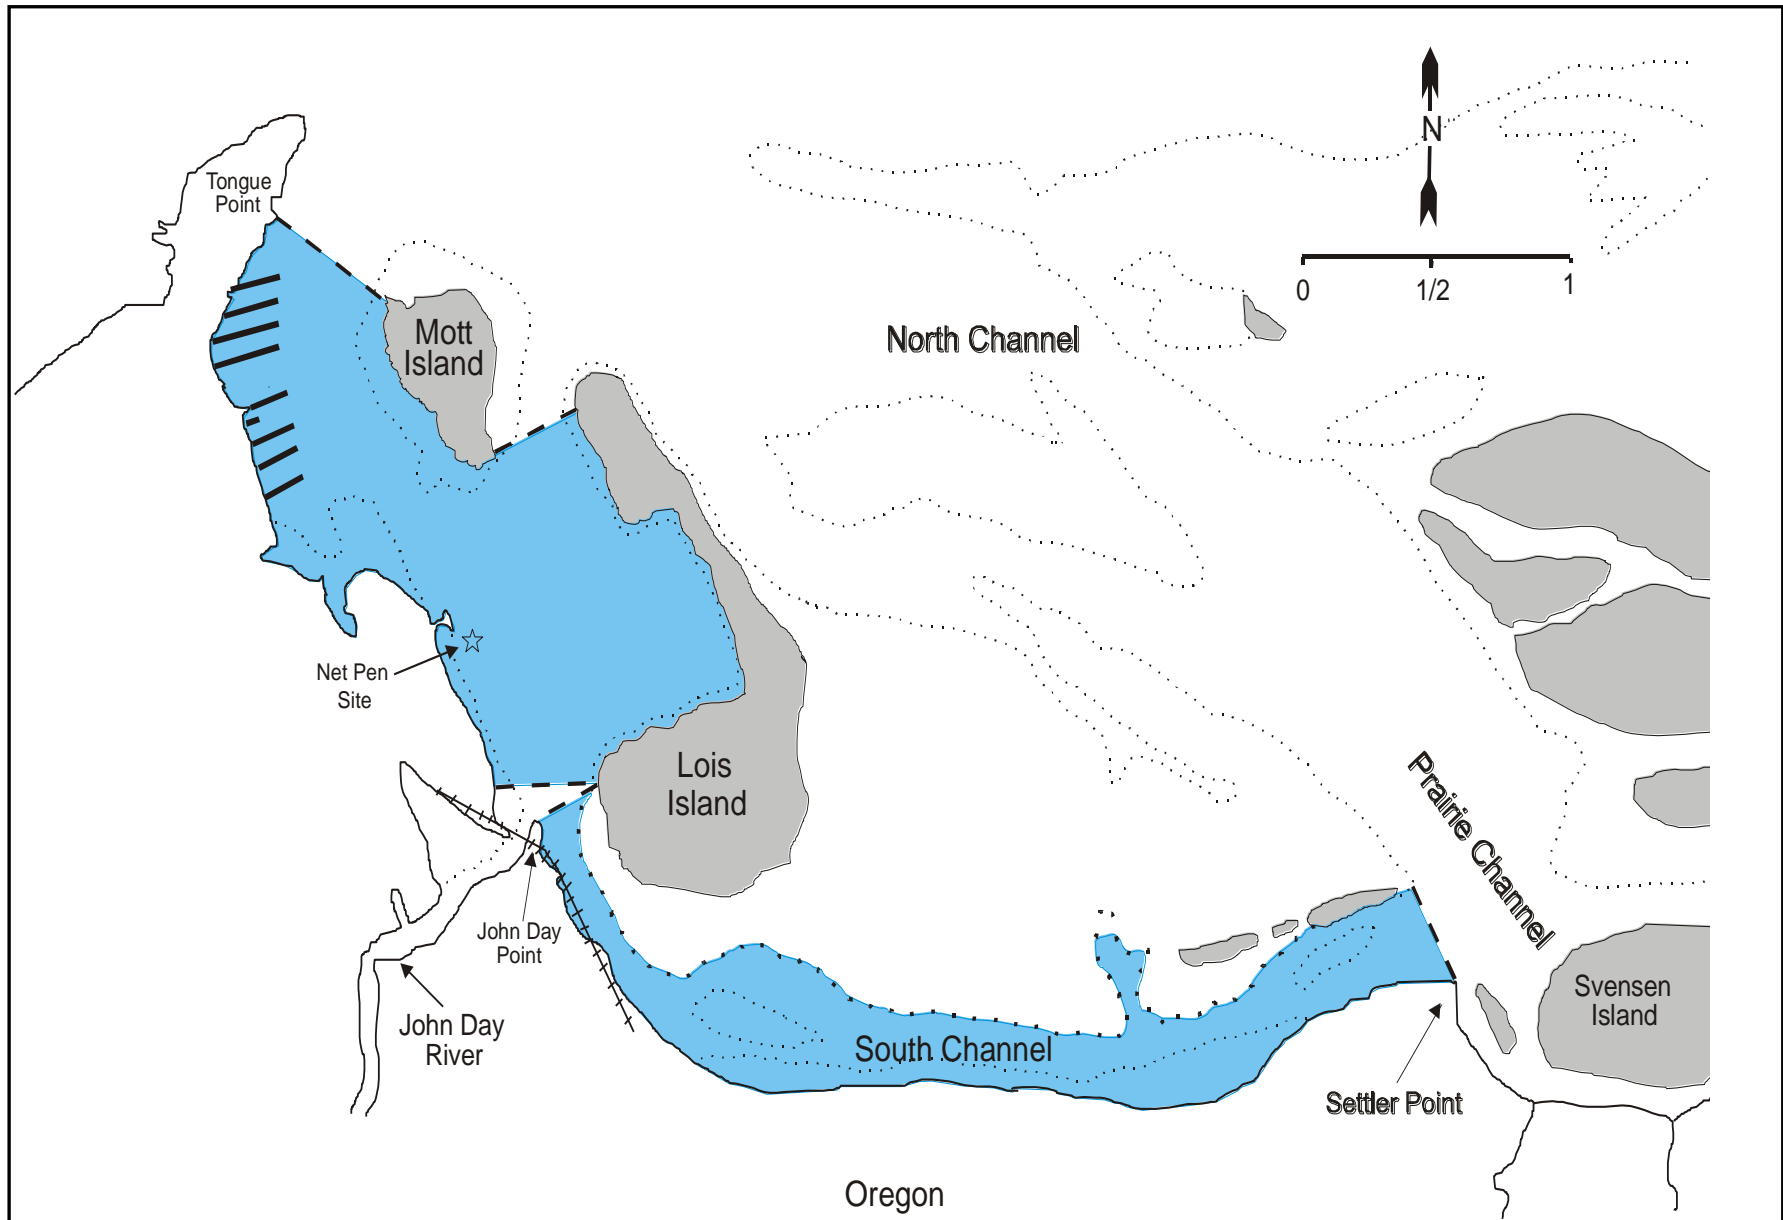 N
Tongue
Point
0
1/2
1
Mott
Island
North Channel
Net Pen
Site
Lois
Island
Prairie Channel
John Day
Point
Svensen
Island
John Day
River
South Channel
Settler Point
Oregon